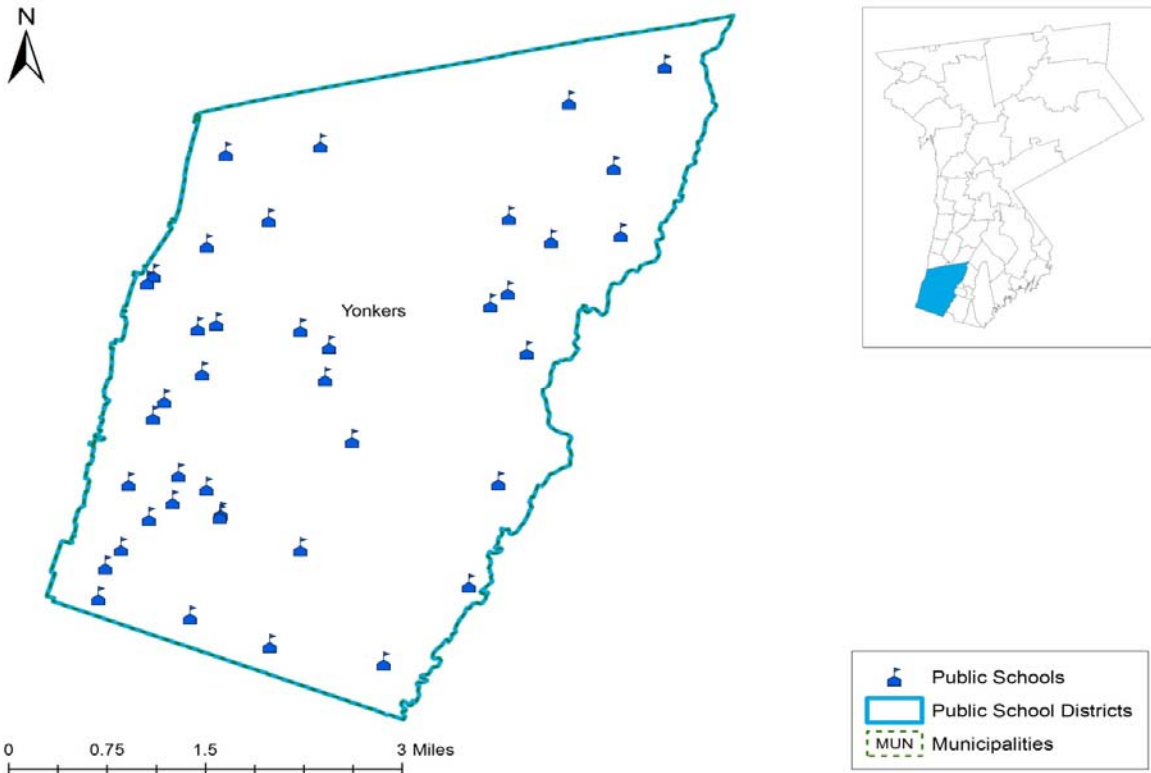 N
Yonkers
Public Schools
Public School Districts
MUN Municipalities
0 0.75 1.5 3 Miles